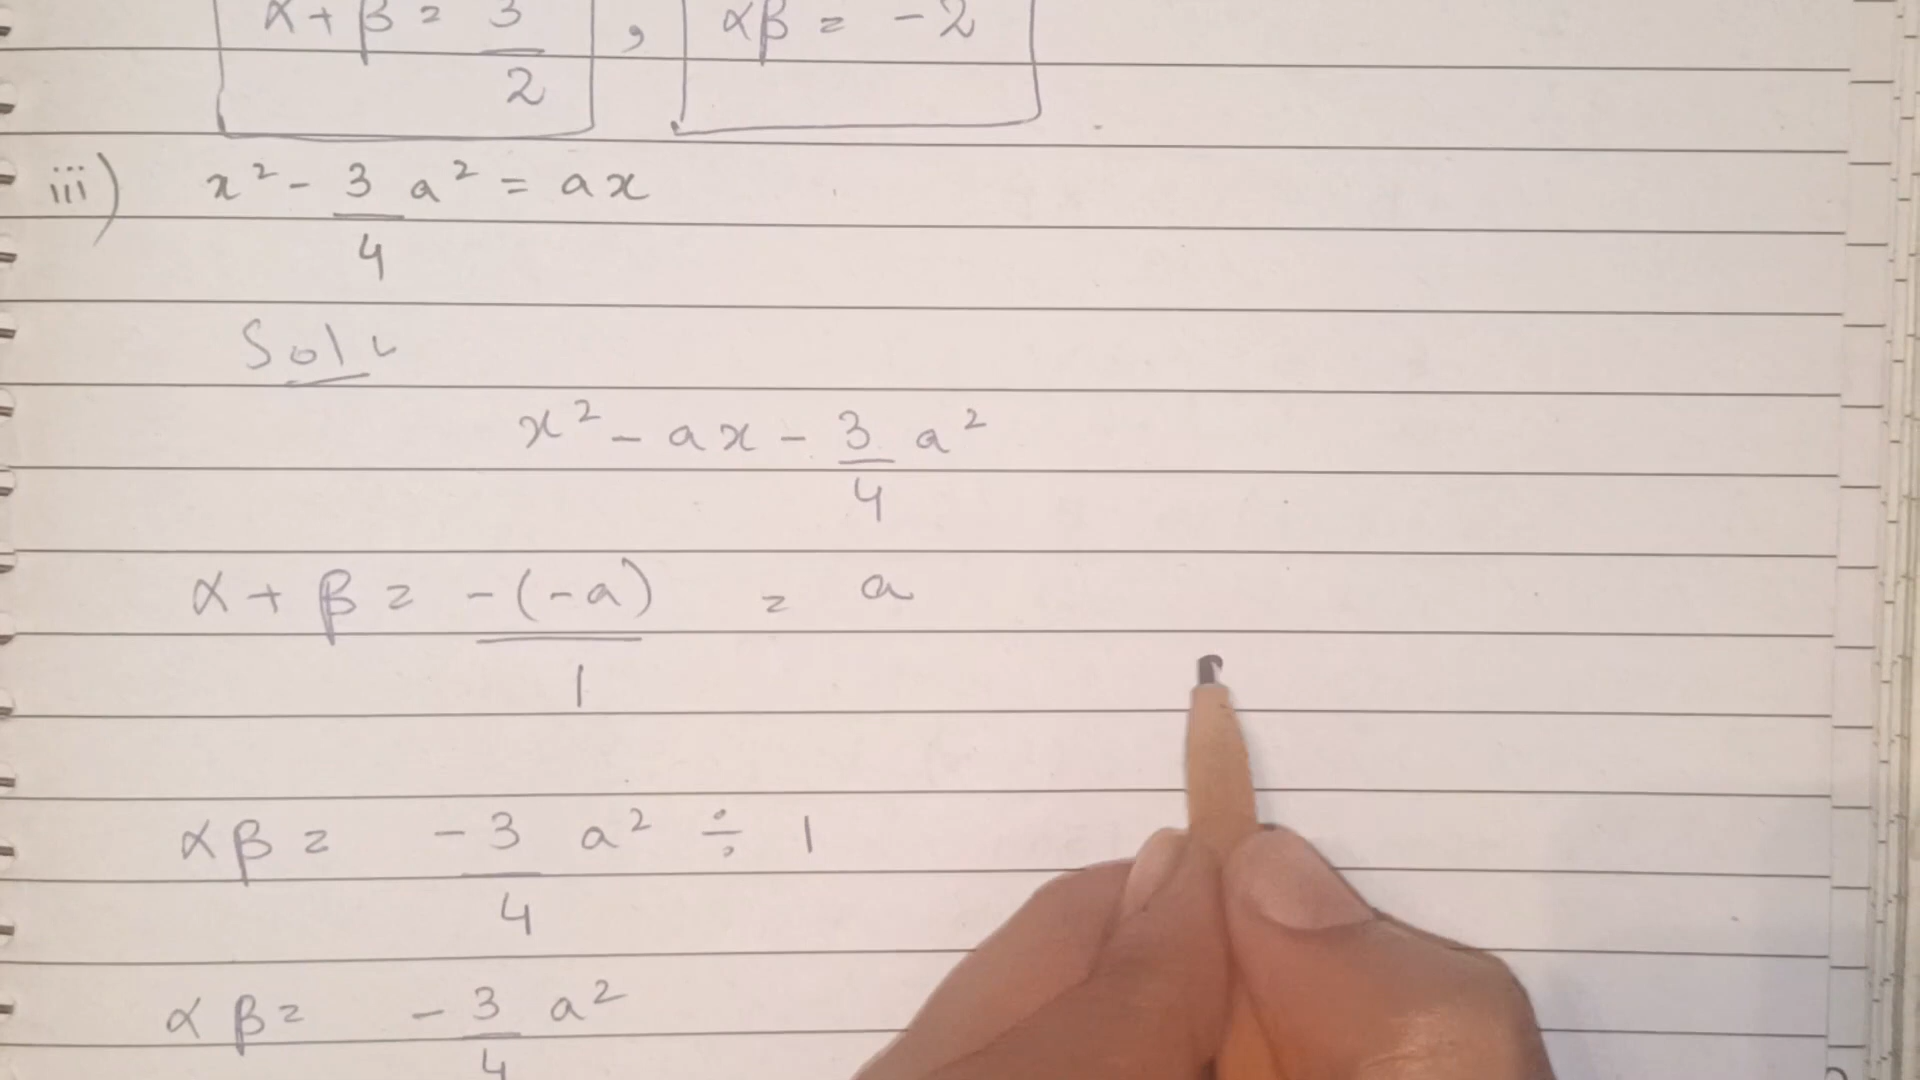 α + β = 3/2 , αβ = -2
iii) x² - 3/4 a² = ax
Sol
x² - ax - 3/4 a²
α + β = -(-a)/1 = a
αβ = -3/4 a² ÷ 1
αβ = -3/4 a²